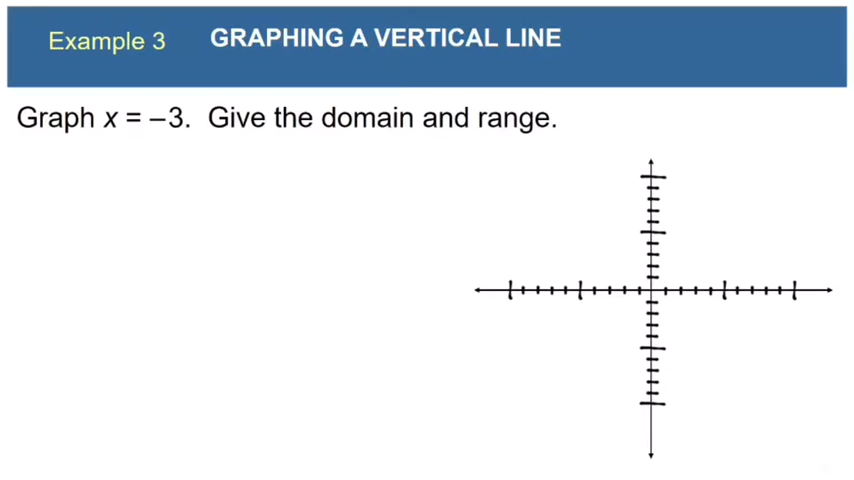 Example 3 GRAPHING A VERTICAL LINE
Graph x = –3. Give the domain and range.